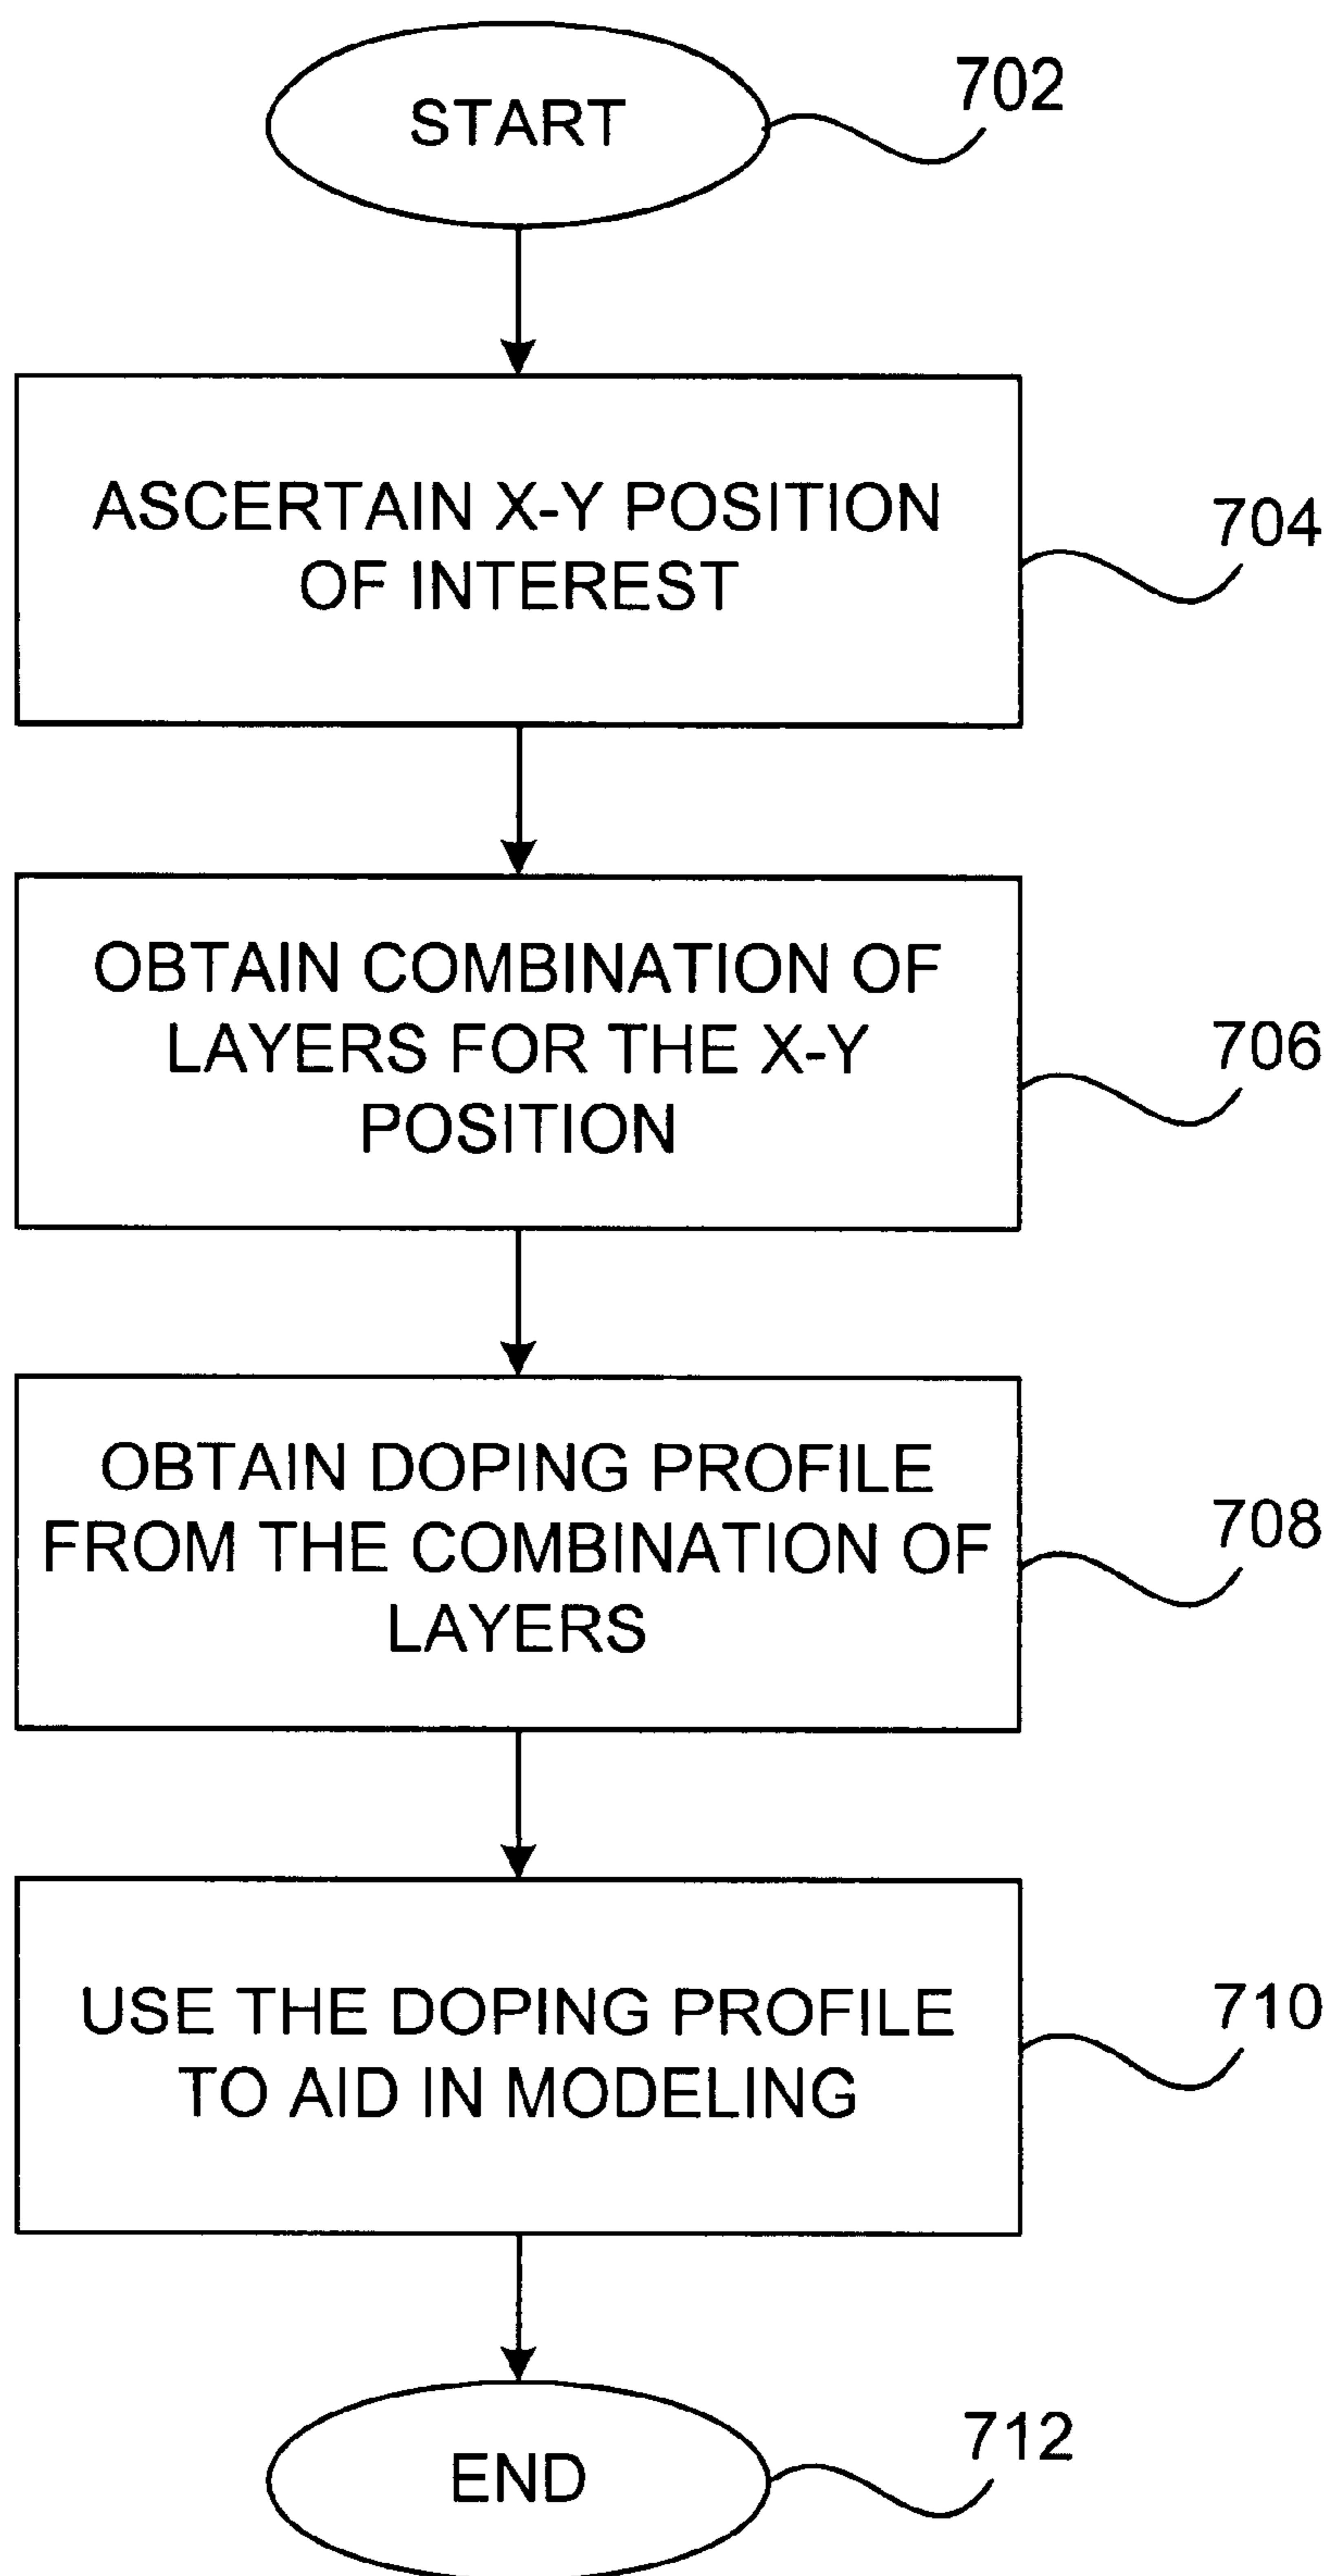 START
702
ASCERTAIN X-Y POSITION
OF INTEREST
704
OBTAIN COMBINATION OF
LAYERS FOR THE X-Y
POSITION
706
OBTAIN DOPING PROFILE
FROM THE COMBINATION OF
LAYERS
708
USE THE DOPING PROFILE
TO AID IN MODELING
710
END
712